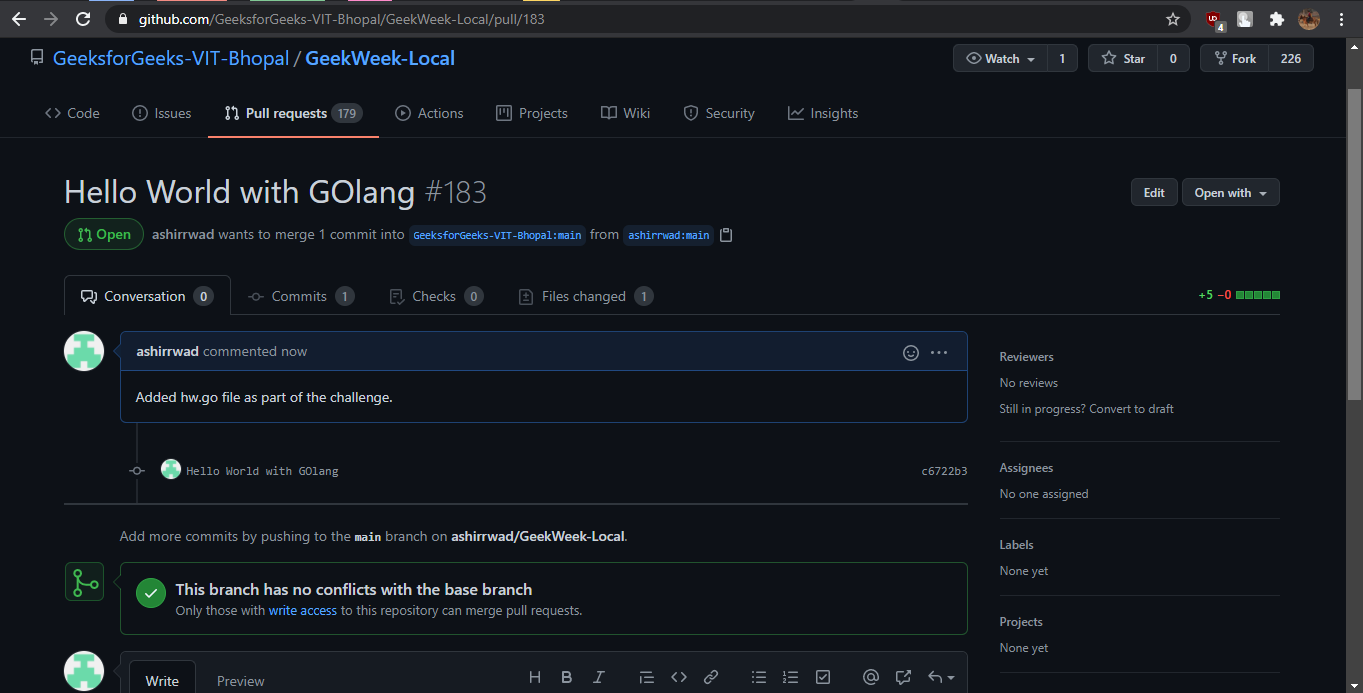 github.com/GeeksforGeeks-VIT-Bhopal/GeekWeek-Local/pull/183
4
GeeksforGeeks-VIT-Bhopal / GeekWeek-Local
Watch 1 Star 0 Fork 226
Code Issues Pull requests 179 Actions Projects Wiki Security Insights
Hello World with GOlang #183
Edit Open with
Open ashirrwad wants to merge 1 commit into GeeksforGeeks-VIT-Bhopal:main from ashirrwad:main
Conversation 0 Commits 1 Checks 0 Files changed 1
+5 −0
ashirrwad commented now
Added hw.go file as part of the challenge.
Hello World with GOlang c6722b3
Add more commits by pushing to the main branch on ashirrwad/GeekWeek-Local.
This branch has no conflicts with the base branch
Only those with write access to this repository can merge pull requests.
Write Preview
H B I
Reviewers
No reviews
Still in progress? Convert to draft
Assignees
No one assigned
Labels
None yet
Projects
None yet